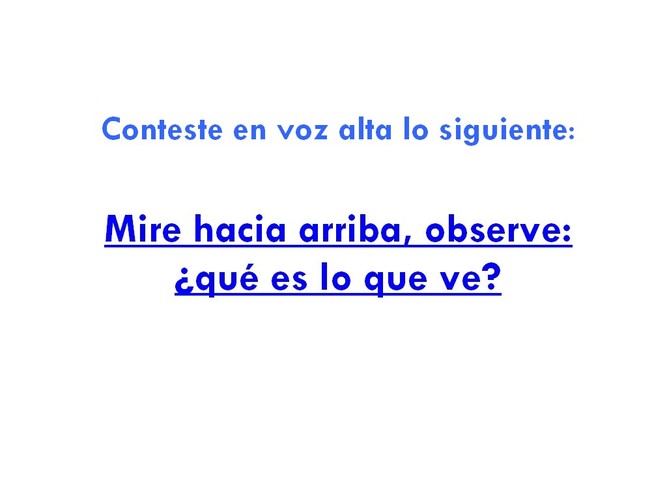 Conteste en voz alta lo siguiente:
Mire hacia arriba, observe:
¿qué es lo que ve?